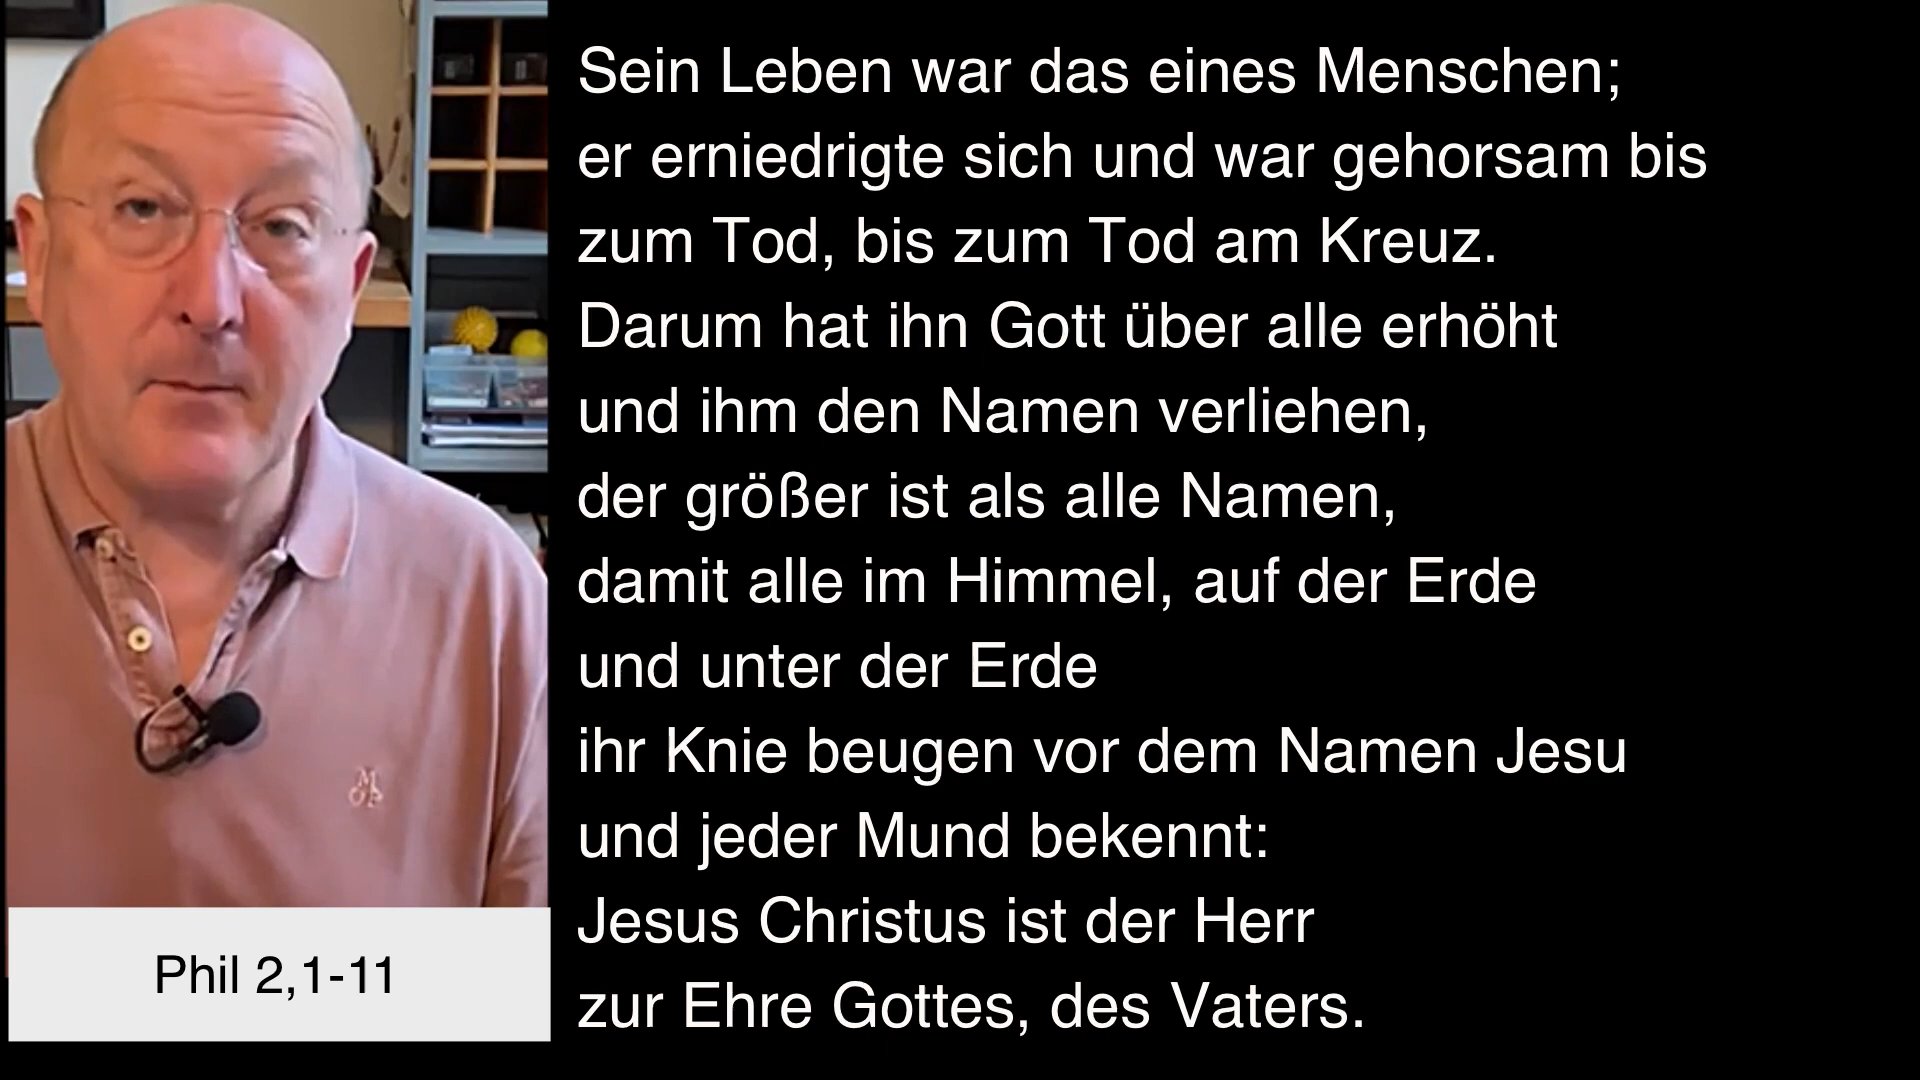 Sein Leben war das eines Menschen;
er erniedrigte sich und war gehorsam bis
zum Tod, bis zum Tod am Kreuz.
Darum hat ihn Gott über alle erhöht
und ihm den Namen verliehen,
der größer ist als alle Namen,
damit alle im Himmel, auf der Erde
und unter der Erde
ihr Knie beugen vor dem Namen Jesu
und jeder Mund bekennt:
Jesus Christus ist der Herr
zur Ehre Gottes, des Vaters.
Phil 2,1-11
M
OP